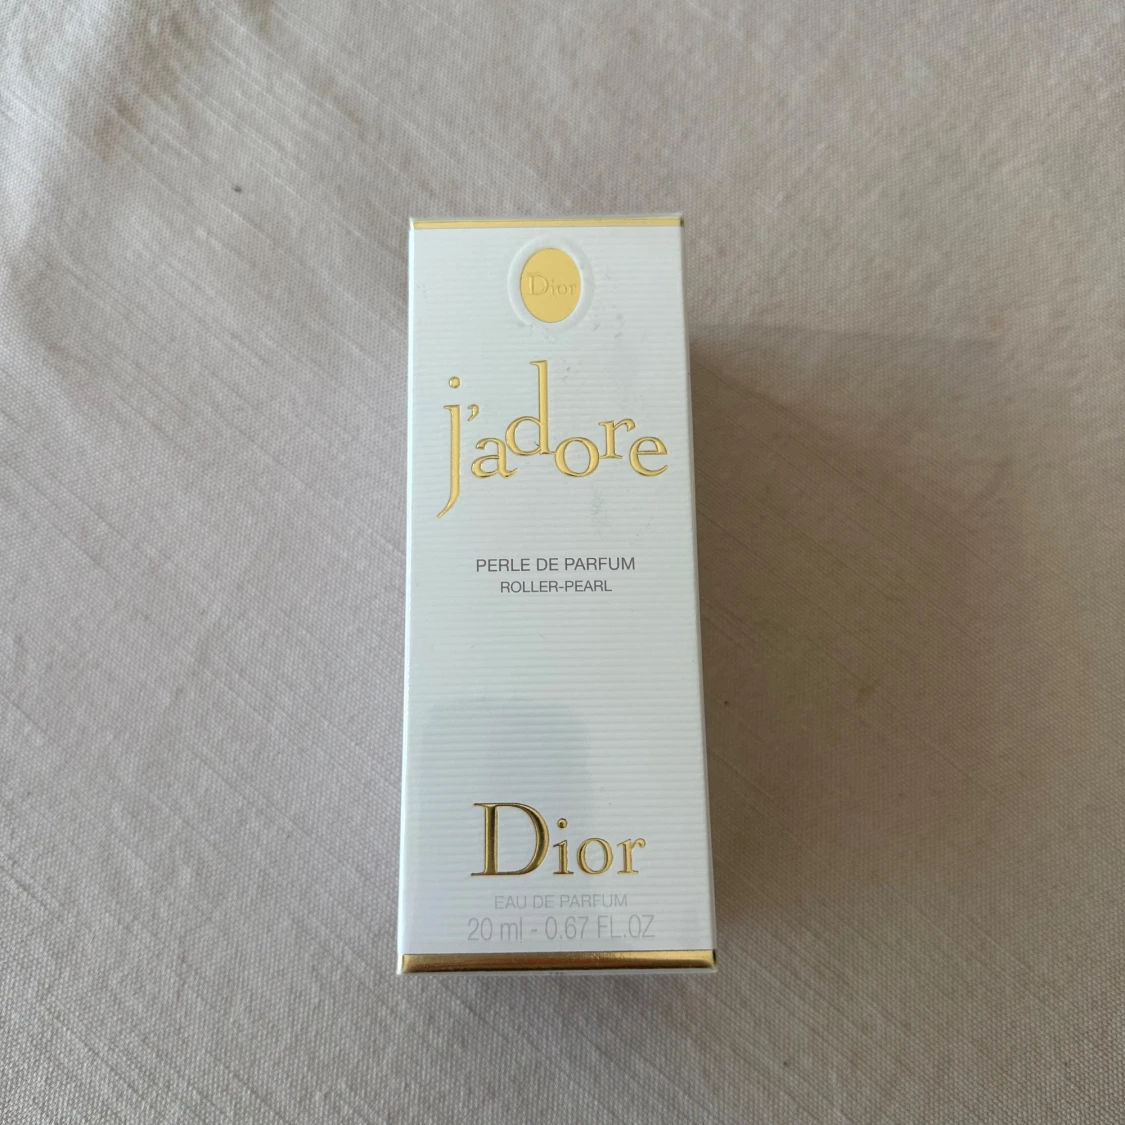 Dior
j'adore
PERLE DE PARFUM
ROLLER-PEARL
Dior
EAU DE PARFUM
20 ml - 0.67 FL.OZ